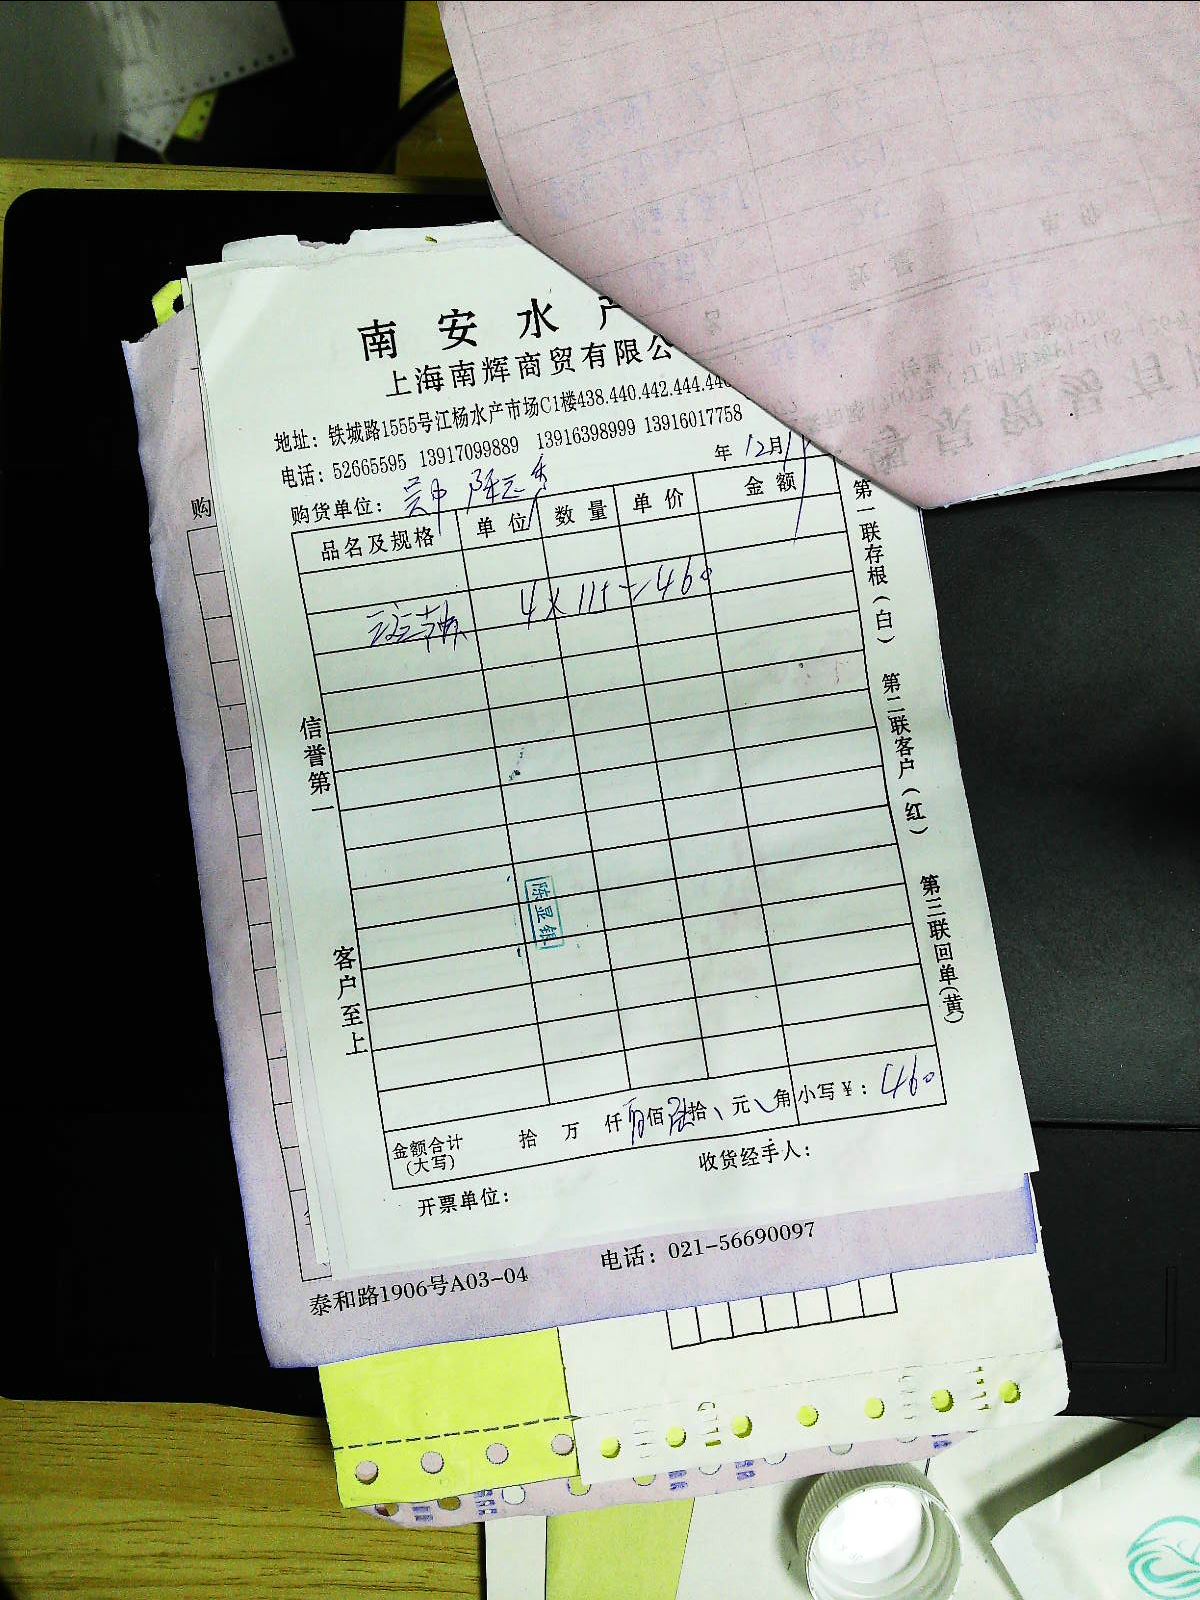 南安水产
上海南辉商贸有限公
地址：铁城路1555号江杨水产市场C1楼438.440.442.444.446
电话：52665595 13917099889 13916398999 13916017758
年 12月
购货单位：
购
品名及规格 单位 数量 单价 金额
4×115=460
信誉第一
客户至上
第一联存根（白）
第二联客户（红）
第三联回单（黄）
金额合计（大写） 拾 万 仟 佰陆拾 元 角 小写¥：460
开票单位：
收货经手人：
泰和路1906号A03-04
电话：021-56690097